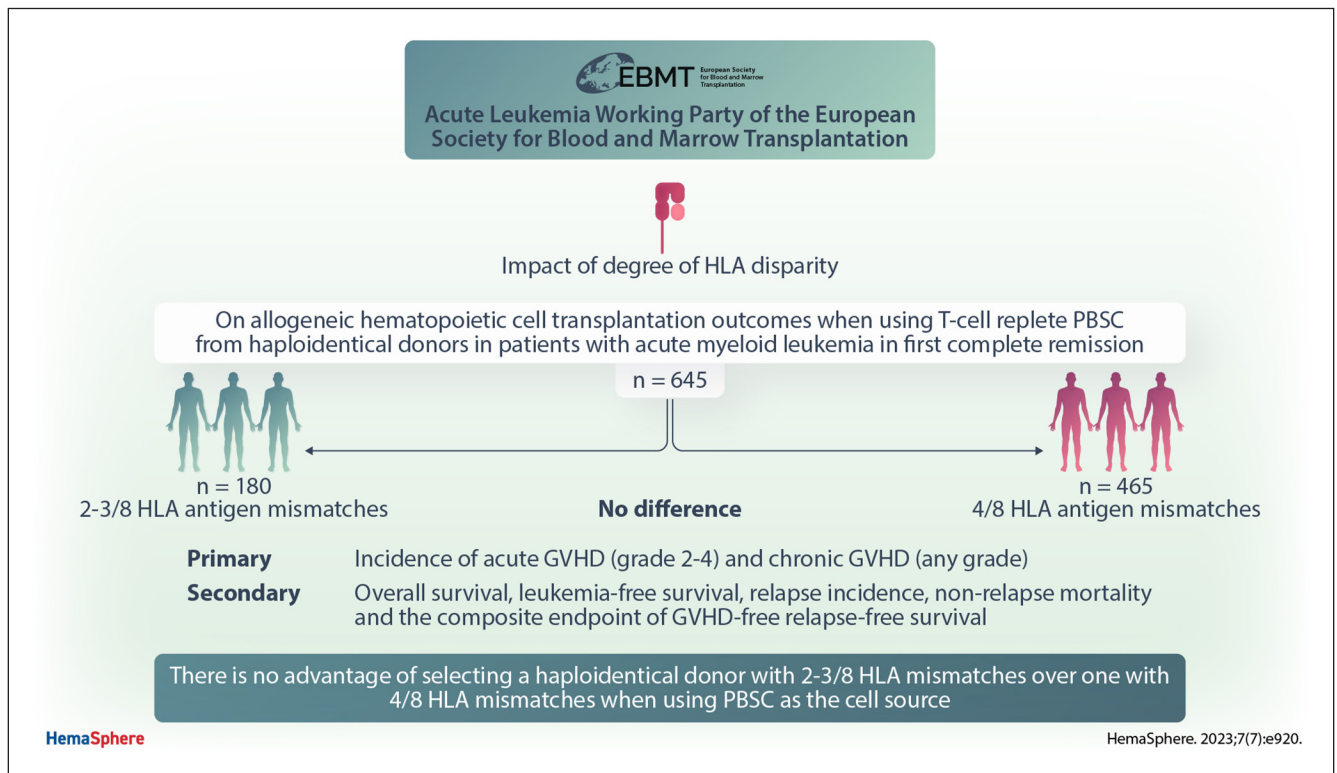 EBMT
European Society
for Blood and Marrow
Transplantation
Acute Leukemia Working Party of the European
Society for Blood and Marrow Transplantation
Impact of degree of HLA disparity
On allogeneic hematopoietic cell transplantation outcomes when using T-cell replete PBSC
from haploidentical donors in patients with acute myeloid leukemia in first complete remission
n = 645
n = 180
2-3/8 HLA antigen mismatches
No difference
n = 465
4/8 HLA antigen mismatches
Primary Incidence of acute GVHD (grade 2-4) and chronic GVHD (any grade)
Secondary Overall survival, leukemia-free survival, relapse incidence, non-relapse mortality
and the composite endpoint of GVHD-free relapse-free survival
There is no advantage of selecting a haploidentical donor with 2-3/8 HLA mismatches over one with
4/8 HLA mismatches when using PBSC as the cell source
HemaSphere
HemaSphere. 2023;7(7):e920.